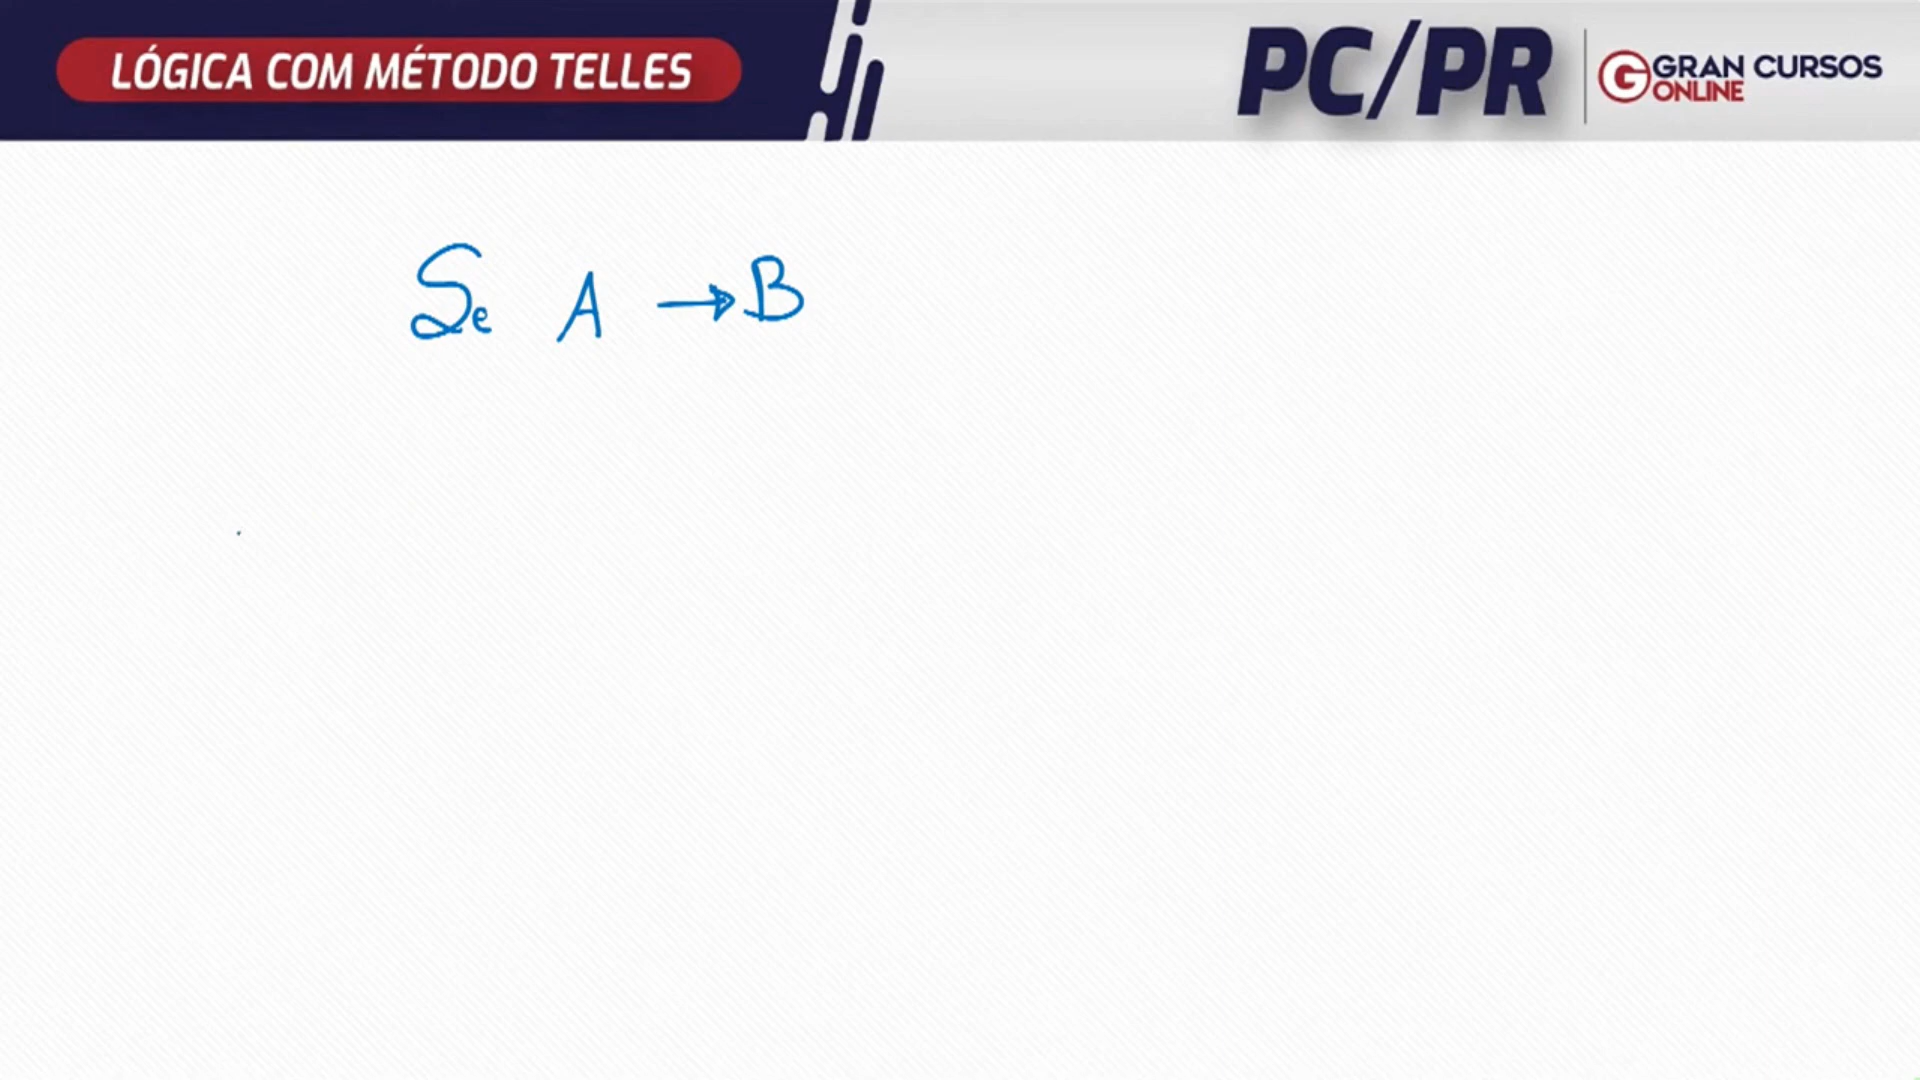 LÓGICA COM MÉTODO TELLES
PC/PR
GRAN CURSOS
ONLINE
Se A → B